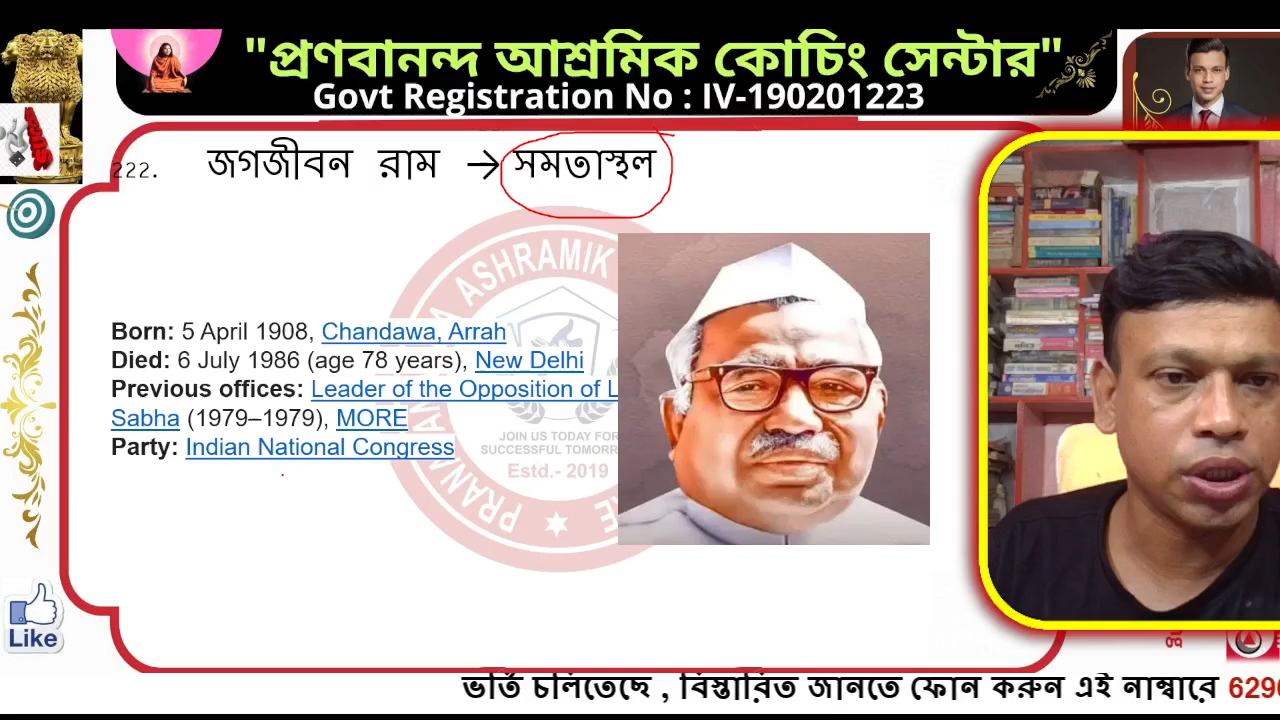 "প্রণবানন্দ আশ্রমিক কোচিং সেন্টার"
Govt Registration No : IV-190201223
222. জগজীবন রাম → সমতাস্থল
ASHRAMIK
Born: 5 April 1908, Chandawa, Arrah
Died: 6 July 1986 (age 78 years), New Delhi
Previous offices: Leader of the Opposition of L
Sabha (1979–1979), MORE
Party: Indian National Congress
JOIN US TODAY FOR
SUCCESSFUL TOMORR
Estd.- 2019
Like
ভর্তি চলিতেছে , বিস্তারিত জানতে ফোন করুন এই নাম্বারে 629